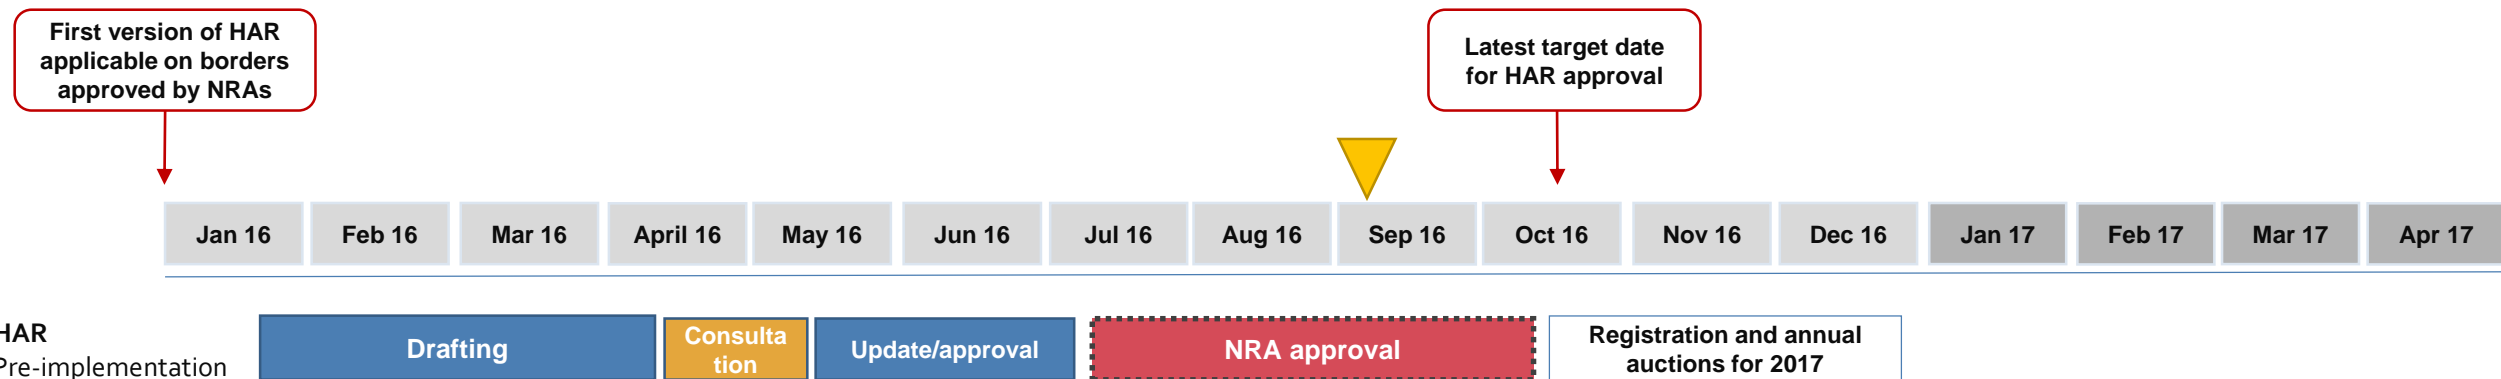 First version of HAR
applicable on borders
approved by NRAs
Latest target date
for HAR approval
Jan 16
Feb 16
Mar 16
April 16
May 16
Jun 16
Jul 16
Aug 16
Sep 16
Oct 16
Nov 16
Dec 16
Jan 17
Feb 17
Mar 17
Apr 17
HAR
Pre-implementation
Drafting
Consulta
tion
Update/approval
NRA approval
Registration and annual
auctions for 2017